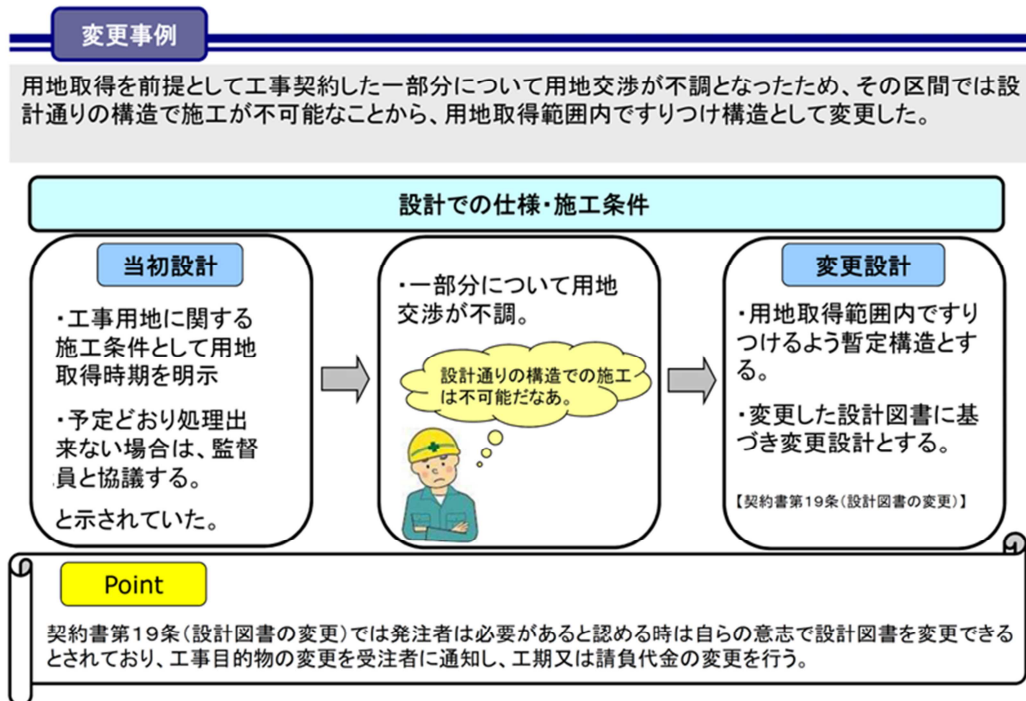 変更事例
用地取得を前提として工事契約した一部分について用地交渉が不調となったため、その区間では設
計通りの構造で施工が不可能なことから、用地取得範囲内ですりつけ構造として変更した。
設計での仕様・施工条件
当初設計
・工事用地に関する
施工条件として用地
取得時期を明示
・予定どおり処理出
来ない場合は、監督
員と協議する。
と示されていた。
・一部分について用地
交渉が不調。
設計通りの構造での施工
は不可能だなあ。
変更設計
・用地取得範囲内ですり
つけるよう暫定構造とす
る。
・変更した設計図書に基
づき変更設計とする。
【契約書第19条(設計図書の変更)】
Point
契約書第19条(設計図書の変更)では発注者は必要があると認める時は自らの意志で設計図書を変更できる
とされており、工事目的物の変更を受注者に通知し、工期又は請負代金の変更を行う。